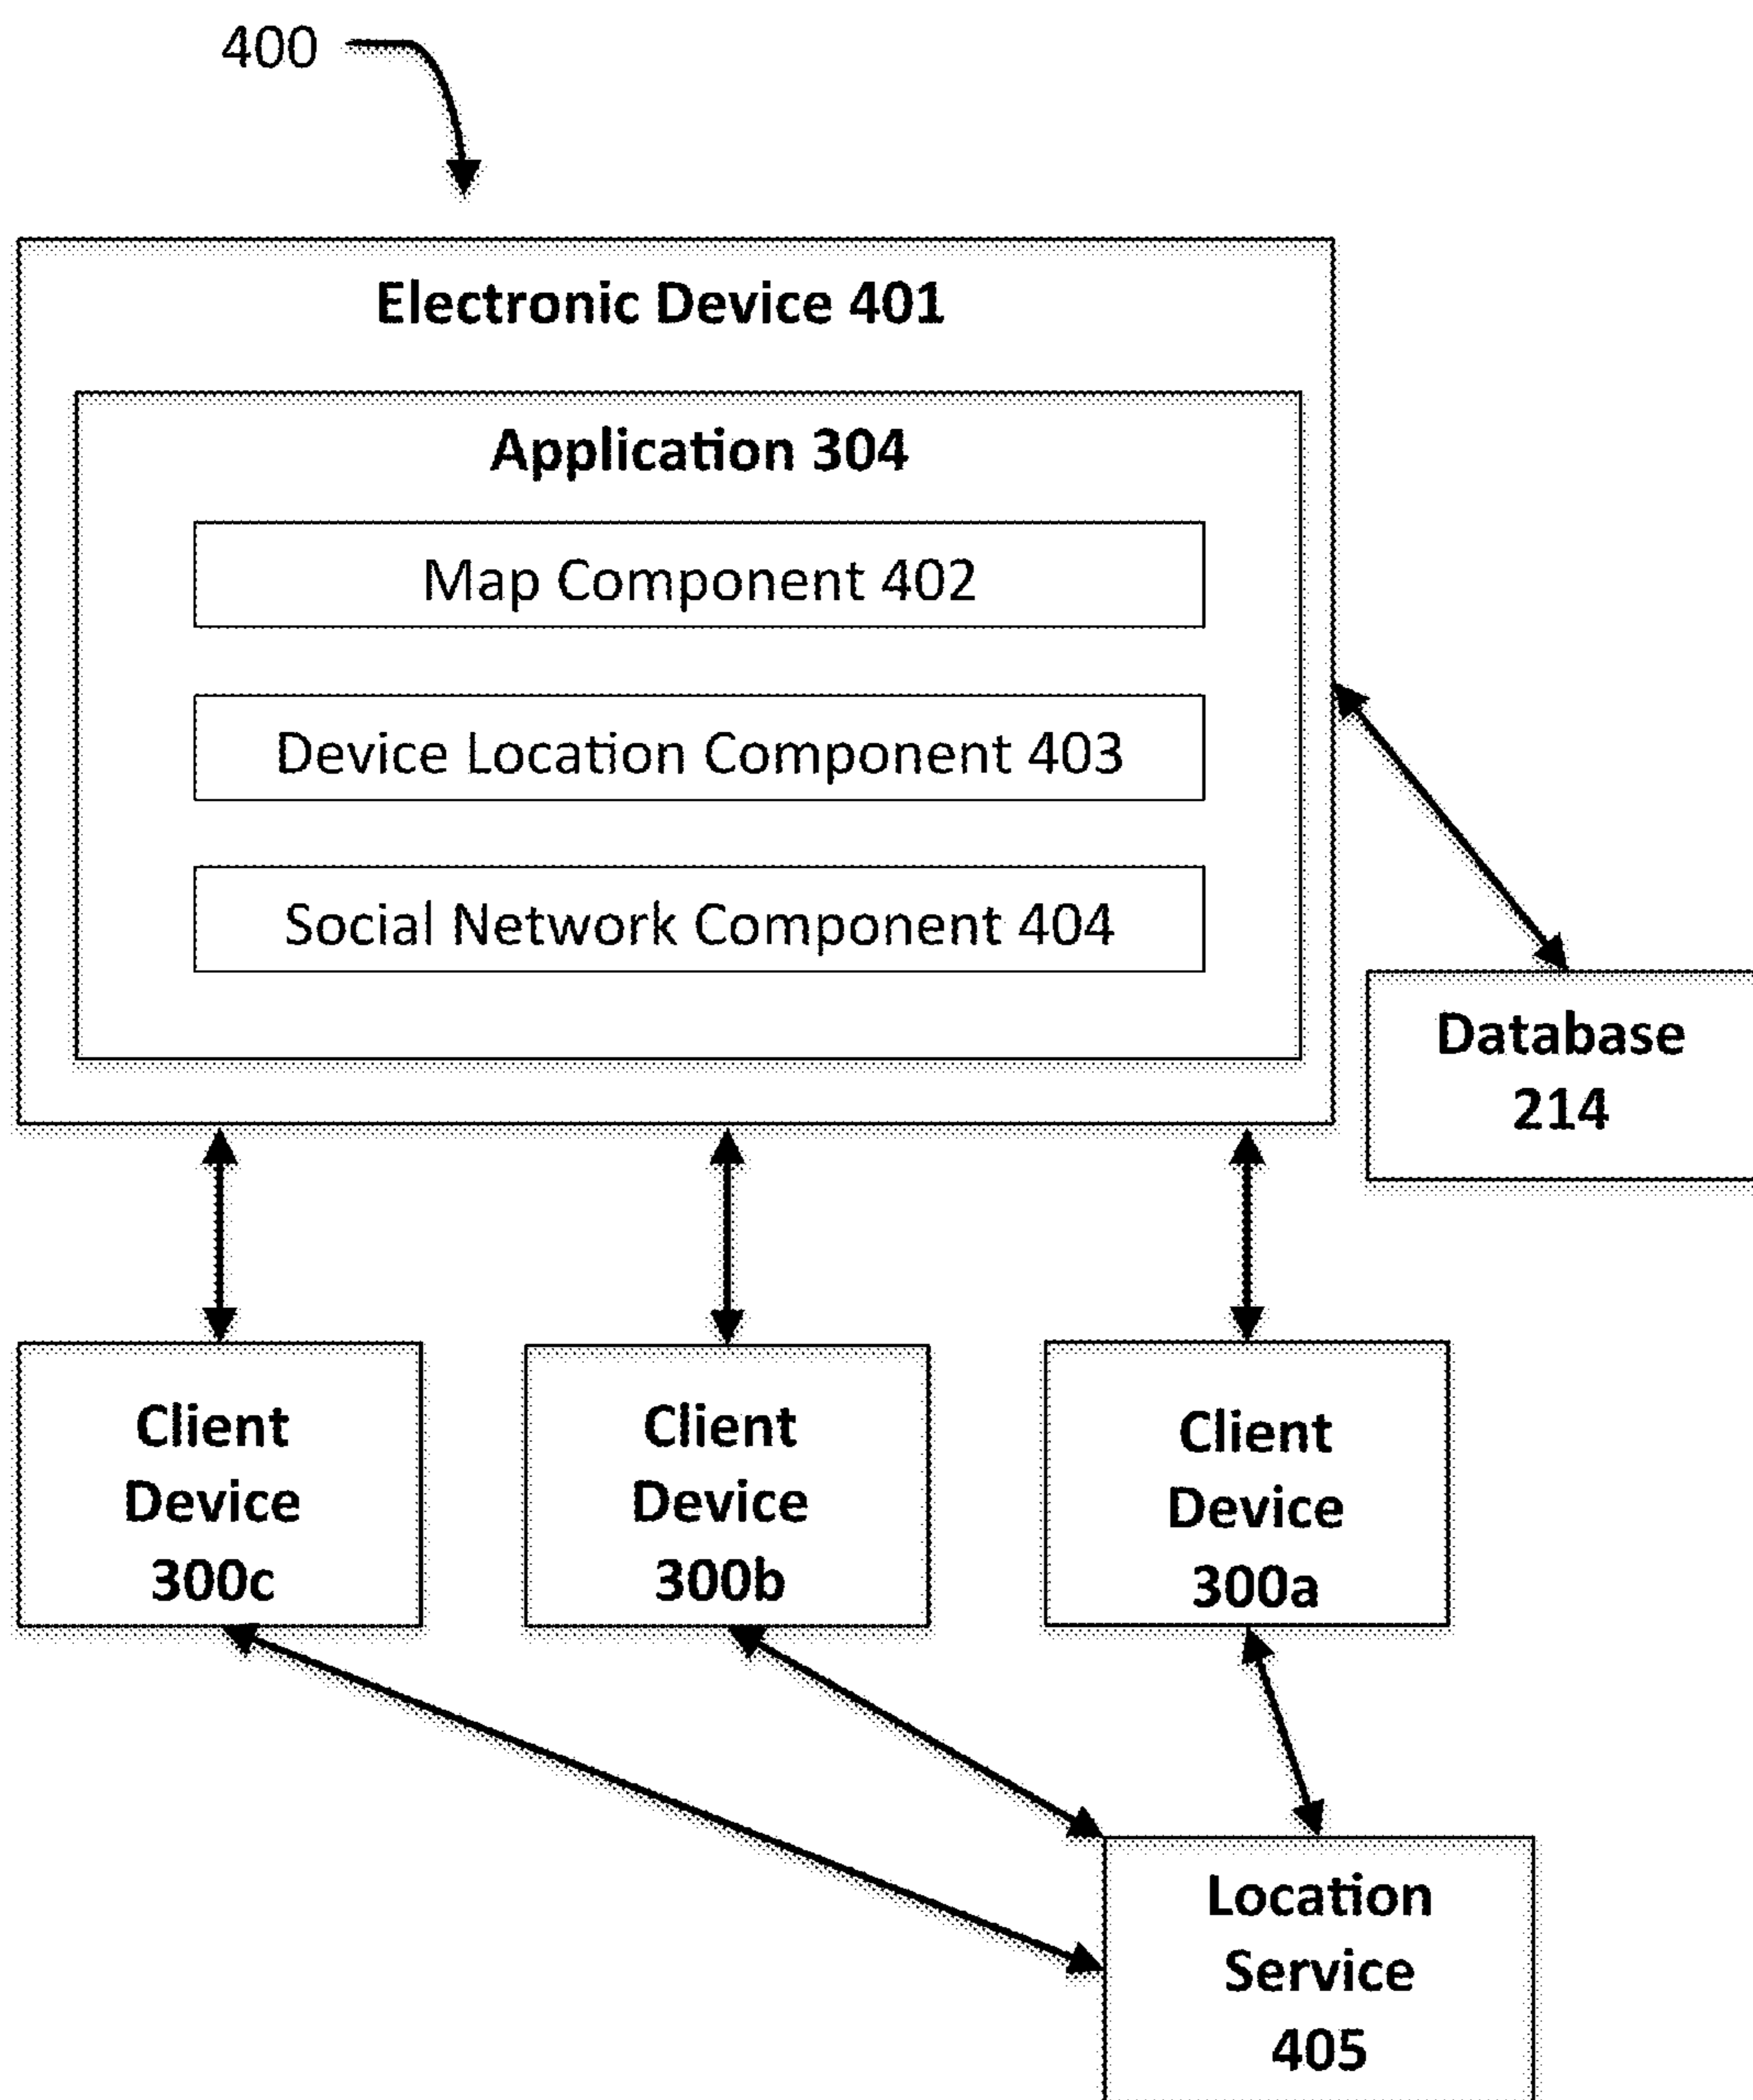 400
Electronic Device 401
Application 304
Map Component 402
Device Location Component 403
Social Network Component 404
Database
214
Client
Device
300c
Client
Device
300b
Client
Device
300a
Location
Service
405